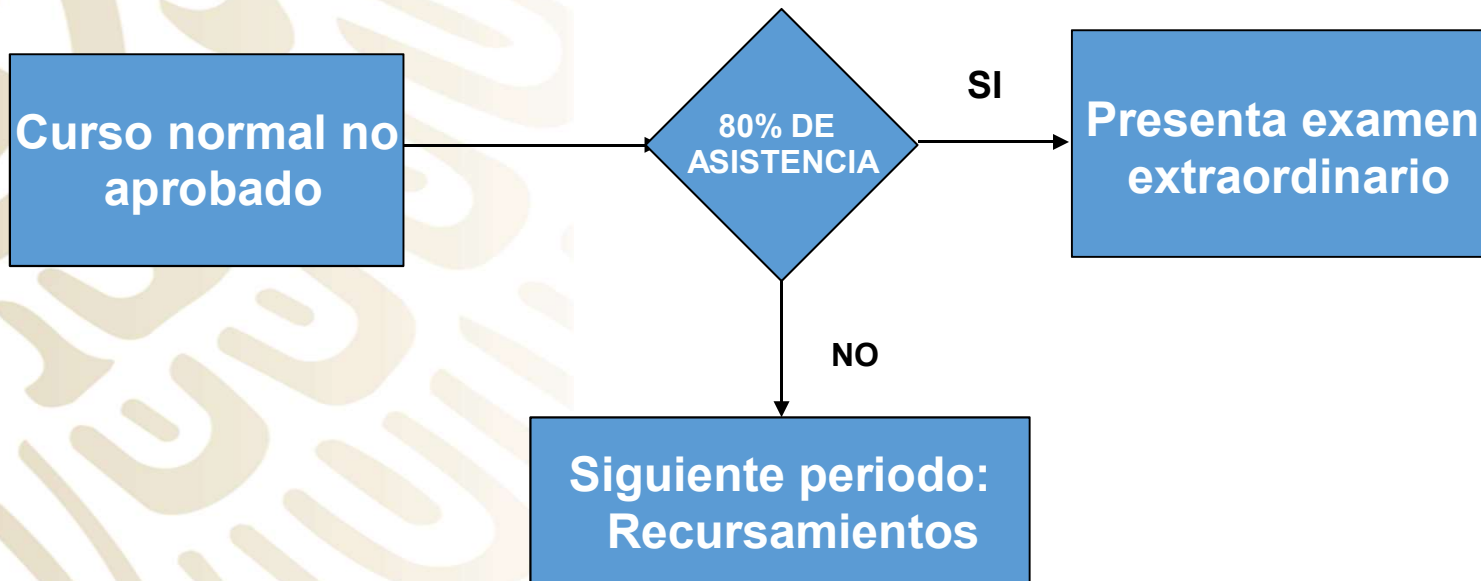 Curso normal no
aprobado
80% DE
ASISTENCIA
SI
Presenta examen
extraordinario
NO
Siguiente periodo:
Recursamientos